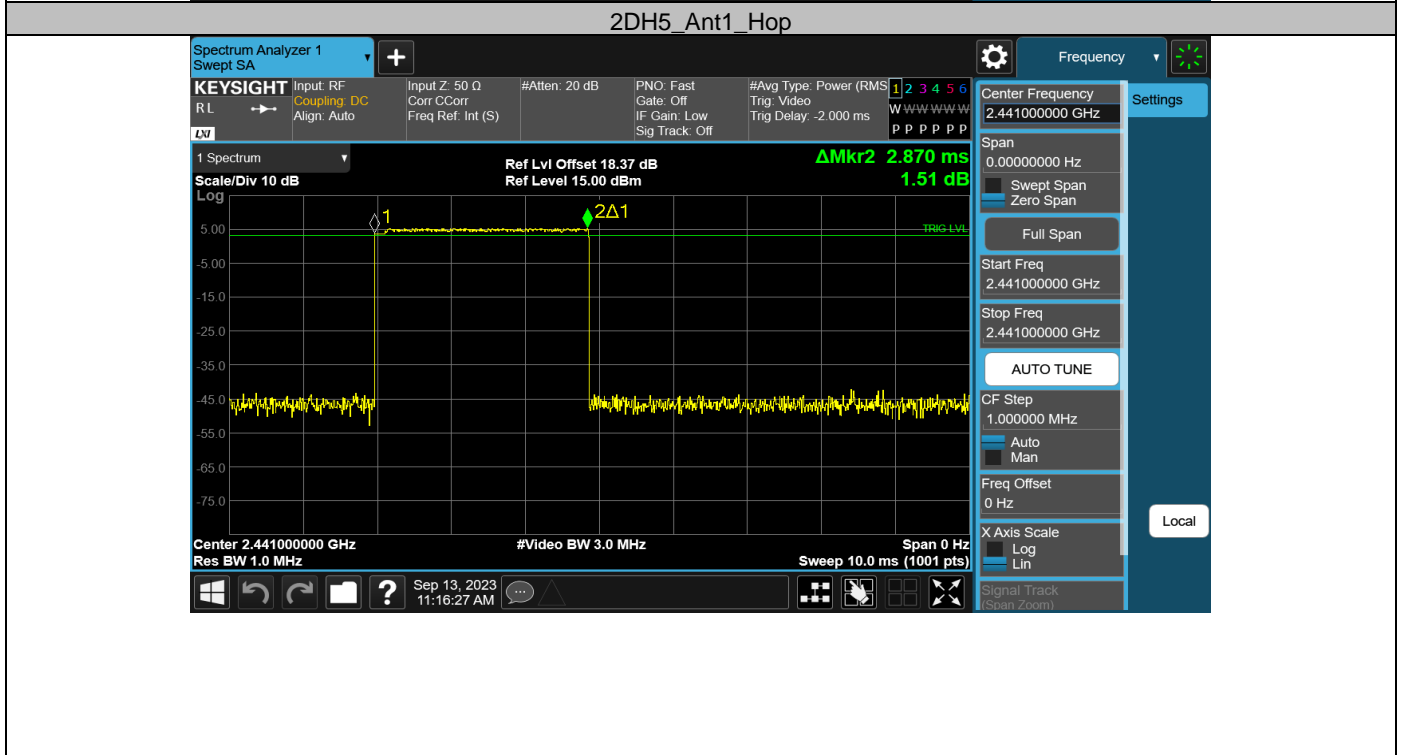 2DH5_Ant1_Hop
Spectrum Analyzer 1
Swept SA
Frequency
KEYSIGHT
R L
LXI
Input: RF
Coupling: DC
Align: Auto
Input Z: 50 Ω
Corr CCorr
Freq Ref: Int (S)
#Atten: 20 dB
PNO: Fast
Gate: Off
IF Gain: Low
Sig Track: Off
#Avg Type: Power (RMS
Trig: Video
Trig Delay: -2.000 ms
1 2 3 4 5 6
W W W W W W
P P P P P P
1 Spectrum
Scale/Div 10 dB
Log
Ref Lvl Offset 18.37 dB
Ref Level 15.00 dBm
ΔMkr2 2.870 ms
1.51 dB
1
2Δ1
TRIG LVL
5.00
-5.00
-15.0
-25.0
-35.0
-45.0
-55.0
-65.0
-75.0
Center 2.441000000 GHz
#Video BW 3.0 MHz
Span 0 Hz
Res BW 1.0 MHz
Sweep 10.0 ms (1001 pts)
?
Sep 13, 2023
11:16:27 AM
Center Frequency
2.441000000 GHz
Span
0.00000000 Hz
Swept Span
Zero Span
Full Span
Start Freq
2.441000000 GHz
Stop Freq
2.441000000 GHz
AUTO TUNE
CF Step
1.000000 MHz
Auto
Man
Freq Offset
0 Hz
X Axis Scale
Log
Lin
Signal Track
(Span Zoom)
Settings
Local